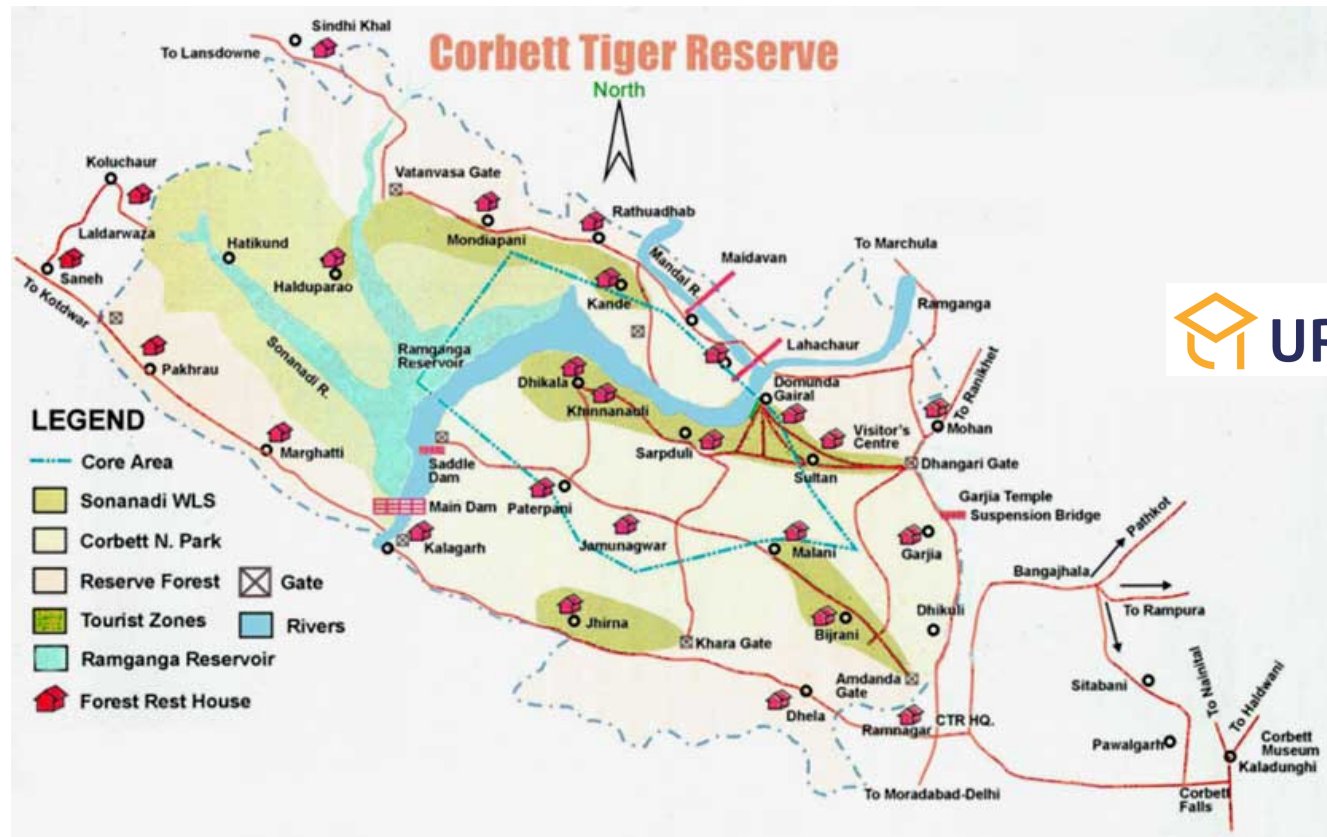 Corbett Tiger Reserve
North
Sindhi Khal
To Lansdowne
Koluchaur
Vatanvasa Gate
Rathuadhab
Laldarwaza
Hatikund
Mondiapani
Mandal R.
Maidavan
To Marchula
Saneh
Halduparao
Kande
Ramganga
To Kotdwar
Sonanadi R.
Ramganga
Reservoir
Lahachaur
UP
Pakhrau
Dhikala
Khinnanauli
Domunda
Gairal
To Ranikhet
Visitor's
Centre
Mohan
Marghatti
Saddle
Dam
Sarpduli
Sultan
Dhangari Gate
Main Dam
Paterpani
Garjia Temple
Suspension Bridge
Pathkot
Kalagarh
Jamunagwar
Malani
Garjia
Bangajhala
To Rampura
Jhirna
Khara Gate
Bijrani
Dhikuli
Amdanda
Gate
Sitabani
To Nainital
To Haldwani
Dhela
Ramnagar
CTR HQ.
Pawalgarh
Corbett
Museum
Kaladunghi
To Moradabad-Delhi
Corbett
Falls
LEGEND
Core Area
Sonanadi WLS
Corbett N. Park
Reserve Forest
Gate
Tourist Zones
Rivers
Ramganga Reservoir
Forest Rest House